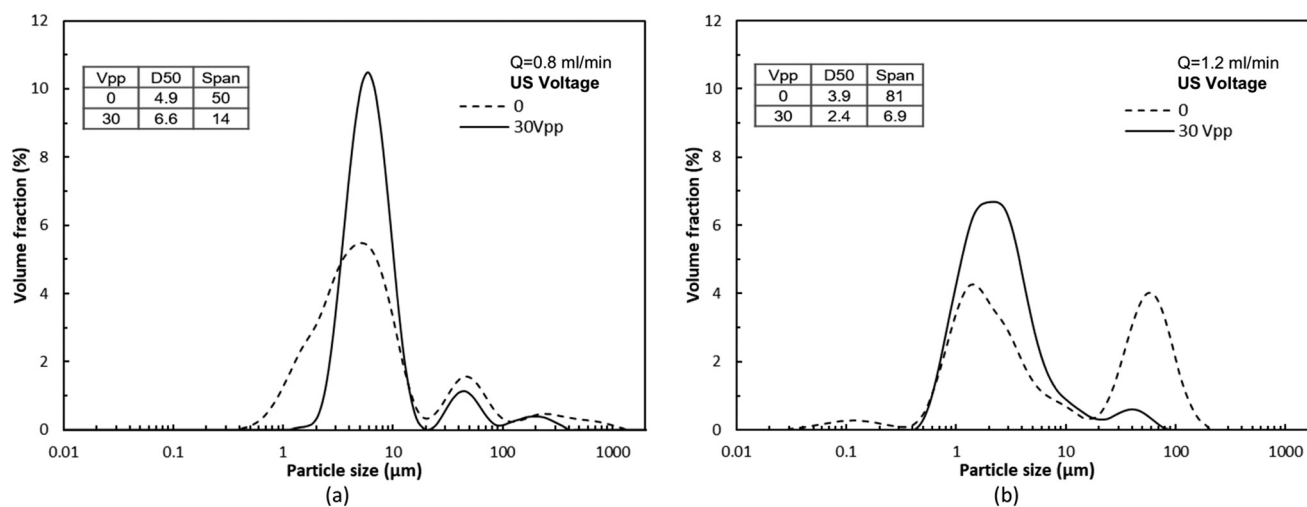 12
10
8
6
4
2
0
Volume fraction (%)
Vpp D50 Span
0 4.9 50
30 6.6 14
Q=0.8 ml/min
US Voltage
0
30Vpp
0.01 0.1 1 10 100 1000
Particle size (µm)
(a)
12
10
8
6
4
2
0
Volume fraction (%)
Vpp D50 Span
0 3.9 81
30 2.4 6.9
Q=1.2 ml/min
US Voltage
0
30 Vpp
0.01 0.1 1 10 100 1000
Particle size (µm)
(b)